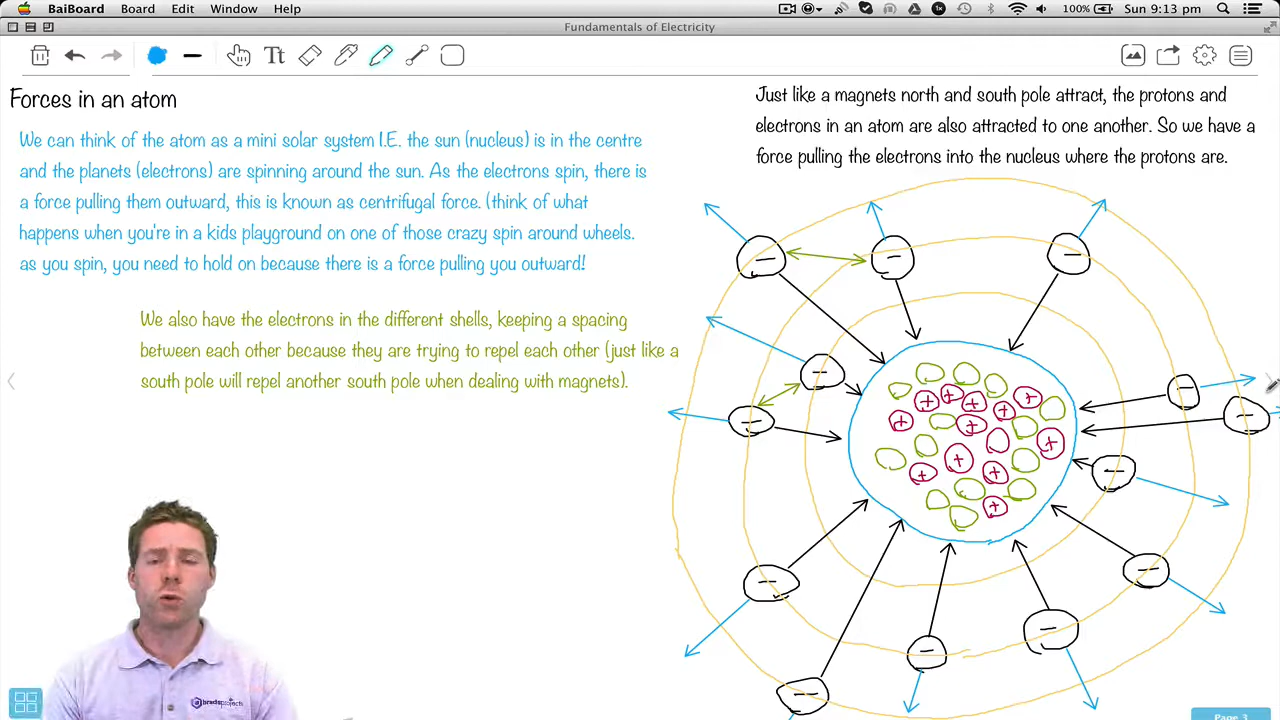 BaiBoard Board Edit Window Help 100% Sun 9:13 pm
Fundamentals of Electricity
Tt
Forces in an atom
We can think of the atom as a mini solar system I.E. the sun (nucleus) is in the centre
and the planets (electrons) are spinning around the sun. As the electrons spin, there is
a force pulling them outward, this is known as centrifugal force. (think of what
happens when you're in a kids playground on one of those crazy spin around wheels.
as you spin, you need to hold on because there is a force pulling you outward!
We also have the electrons in the different shells, keeping a spacing
between each other because they are trying to repel each other (just like a
south pole will repel another south pole when dealing with magnets).
Just like a magnets north and south pole attract, the protons and
electrons in an atom are also attracted to one another. So we have a
force pulling the electrons into the nucleus where the protons are.
bradsprojects
Page 3